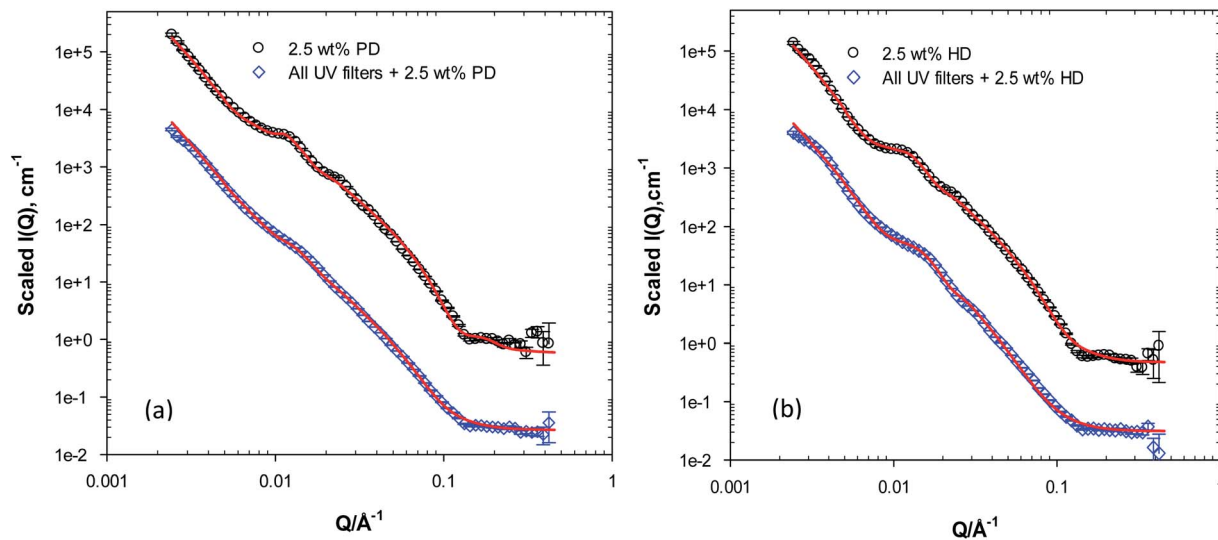 2.5 wt% PD
All UV filters + 2.5 wt% PD
Scaled I(Q), cm-1
1e+5
1e+4
1e+3
1e+2
1e+1
1e+0
1e-1
1e-2
(a)
0.001
0.01
0.1
1
Q/Å-1
2.5 wt% HD
All UV filters + 2.5 wt% HD
Scaled I(Q),cm-1
1e+5
1e+4
1e+3
1e+2
1e+1
1e+0
1e-1
1e-2
(b)
0.001
0.01
0.1
Q/Å-1